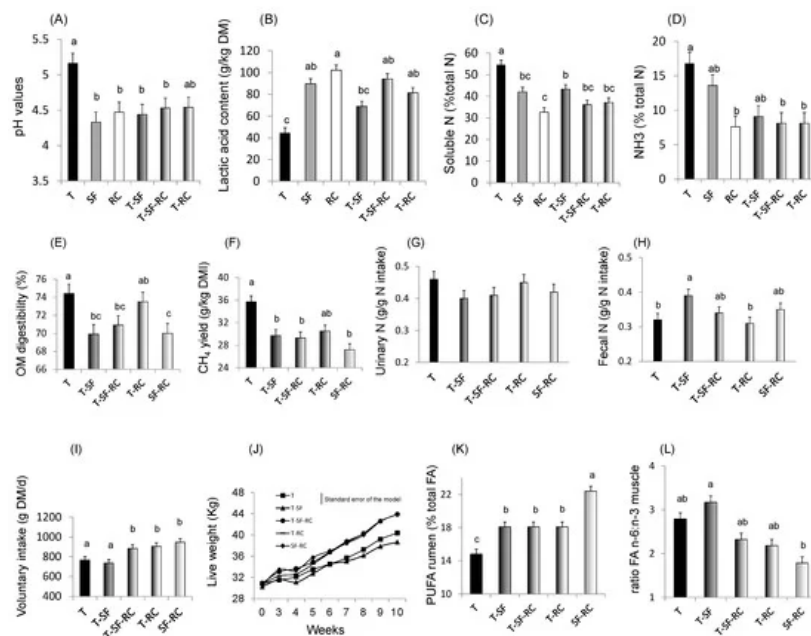 (A)
pH values
5.5
5
4.5
4
3.5
a
b
b
b
b
ab
T
SF
RC
T-SF
T-SF-RC
T-RC
(B)
Lactic acid content (g/kg DM)
120
100
80
60
40
20
0
c
ab
a
bc
ab
ab
T
SF
RC
T-SF
T-SF-RC
T-RC
(C)
Soluble N (%total N)
60
50
40
30
20
10
0
a
bc
c
b
bc
bc
T
SF
RC
T-SF
T-SF-RC
T-RC
(D)
NH3 (% total N)
20
15
10
5
0
a
ab
b
ab
b
b
T
SF
RC
T-SF
T-SF-RC
T-RC
(E)
OM digestibility (%)
76
74
72
70
68
66
a
bc
bc
ab
c
T
T-SF
T-SF-RC
T-RC
SF-RC
(F)
CH4 yield (g/kg DMI)
40
36
32
28
24
a
b
b
ab
b
T
T-SF
T-SF-RC
T-RC
SF-RC
(G)
Urinary N (g/g N intake)
0.5
0.4
0.3
0.2
T
T-SF
T-SF-RC
T-RC
SF-RC
(H)
Fecal N (g/g N intake)
0.5
0.4
0.3
0.2
b
a
ab
b
ab
T
T-SF
T-SF-RC
T-RC
SF-RC
(I)
Voluntary intake (g DM/d)
1200
1000
800
600
400
a
a
b
b
b
T
T-SF
T-SF-RC
T-RC
SF-RC
(J)
Live weight (Kg)
48
44
40
36
32
28
T
T-SF
T-SF-RC
T-RC
SF-RC
Standard error of the model
0 3 4 5 6 7 8 9 10
Weeks
(K)
PUFA rumen (% total FA)
22
18
14
10
c
b
b
b
a
T
T-SF
T-SF-RC
T-RC
SF-RC
(L)
ratio FA n-6:n-3 muscle
4
3
2
1
ab
a
ab
ab
b
T
T-SF
T-SF-RC
T-RC
SF-RC